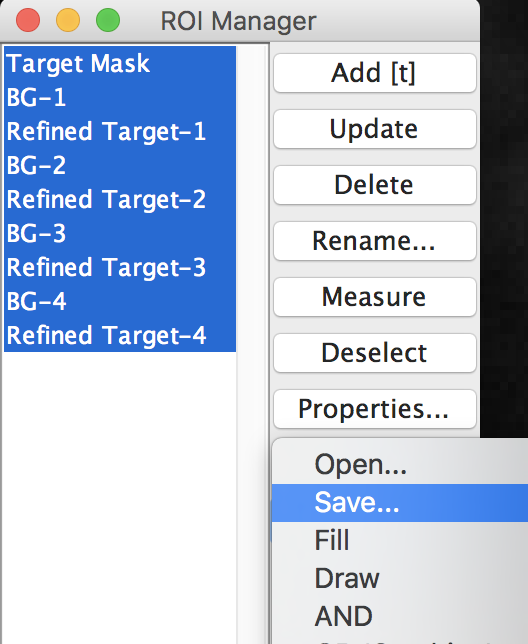 ROI Manager
Target Mask
BG-1
Refined Target-1
BG-2
Refined Target-2
BG-3
Refined Target-3
BG-4
Refined Target-4
Add [t]
Update
Delete
Rename...
Measure
Deselect
Properties...
Open...
Save...
Fill
Draw
AND